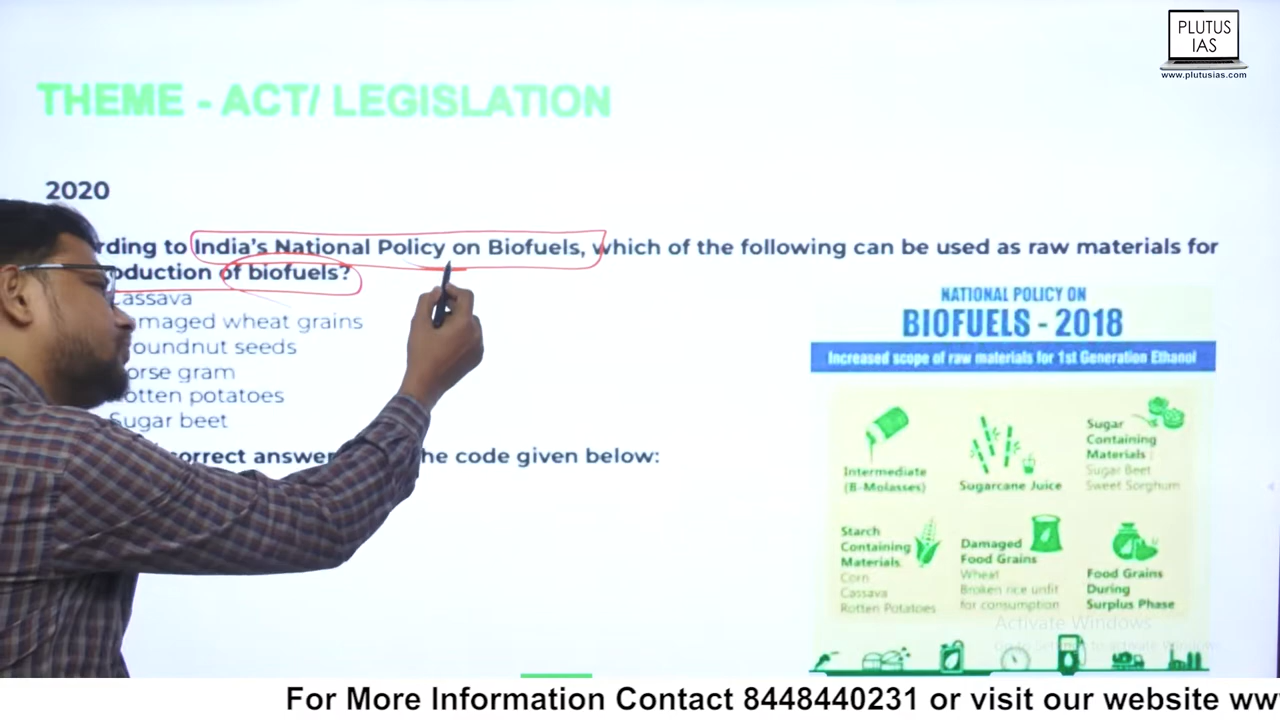 PLUTUS
IAS
www.plutusias.com
THEME - ACT/ LEGISLATION
2020
rding to India's National Policy on Biofuels, which of the following can be used as raw materials for
oduction of biofuels?
Cassava
maged wheat grains
oundnut seeds
orse gram
otten potatoes
Sugar beet
orrect answer he code given below:
NATIONAL POLICY ON
BIOFUELS - 2018
Increased scope of raw materials for 1st Generation Ethanol
Intermediate
(B-Molasses)
Sugarcane Juice
Sugar
Containing
Materials :
Sugar Beet
Sweet Sorghum
Starch
Containing
Materials
Corn
Cassava
Rotten Potatoes
Damaged
Food Grains
Wheat
Broken rice unfit
for consumption
Food Grains
During
Surplus Phase
Activate Windows
For More Information Contact 8448440231 or visit our website ww